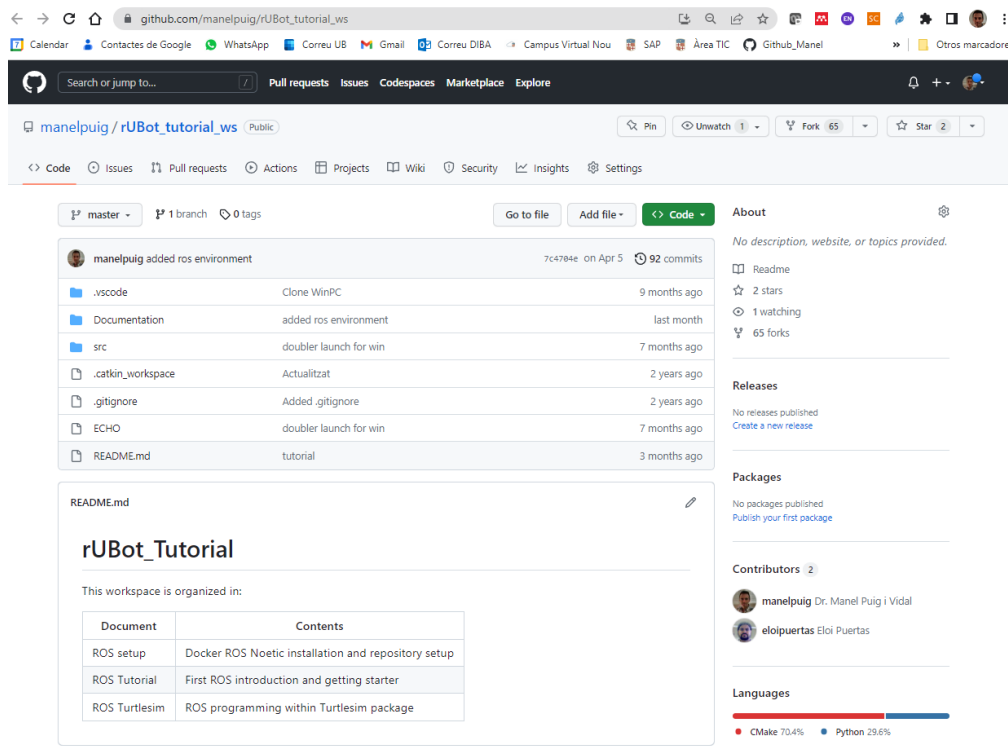 github.com/manelpuig/rUBot_tutorial_ws
EN SC
7 Calendar Contactes de Google WhatsApp Correu UB Gmail Correu DIBA Campus Virtual Nou SAP Àrea TIC Github_Manel » Otros marcadore
Search or jump to... / Pull requests Issues Codespaces Marketplace Explore
manelpuig / rUBot_tutorial_ws Public Pin Unwatch 1 Fork 65 Star 2
<> Code Issues Pull requests Actions Projects Wiki Security Insights Settings
master 1 branch 0 tags Go to file Add file <> Code
manelpuig added ros environment 7c4704e on Apr 5 92 commits
.vscode Clone WinPC 9 months ago
Documentation added ros environment last month
src doubler launch for win 7 months ago
.catkin_workspace Actualitzat 2 years ago
.gitignore Added .gitignore 2 years ago
ECHO doubler launch for win 7 months ago
README.md tutorial 3 months ago
README.md
rUBot_Tutorial
This workspace is organized in:
Document Contents
ROS setup Docker ROS Noetic installation and repository setup
ROS Tutorial First ROS introduction and getting starter
ROS Turtlesim ROS programming within Turtlesim package
About
No description, website, or topics provided.
Readme
2 stars
1 watching
65 forks
Releases
No releases published
Create a new release
Packages
No packages published
Publish your first package
Contributors 2
manelpuig Dr. Manel Puig i Vidal
eloipuertas Eloi Puertas
Languages
CMake 70.4% Python 29.6%